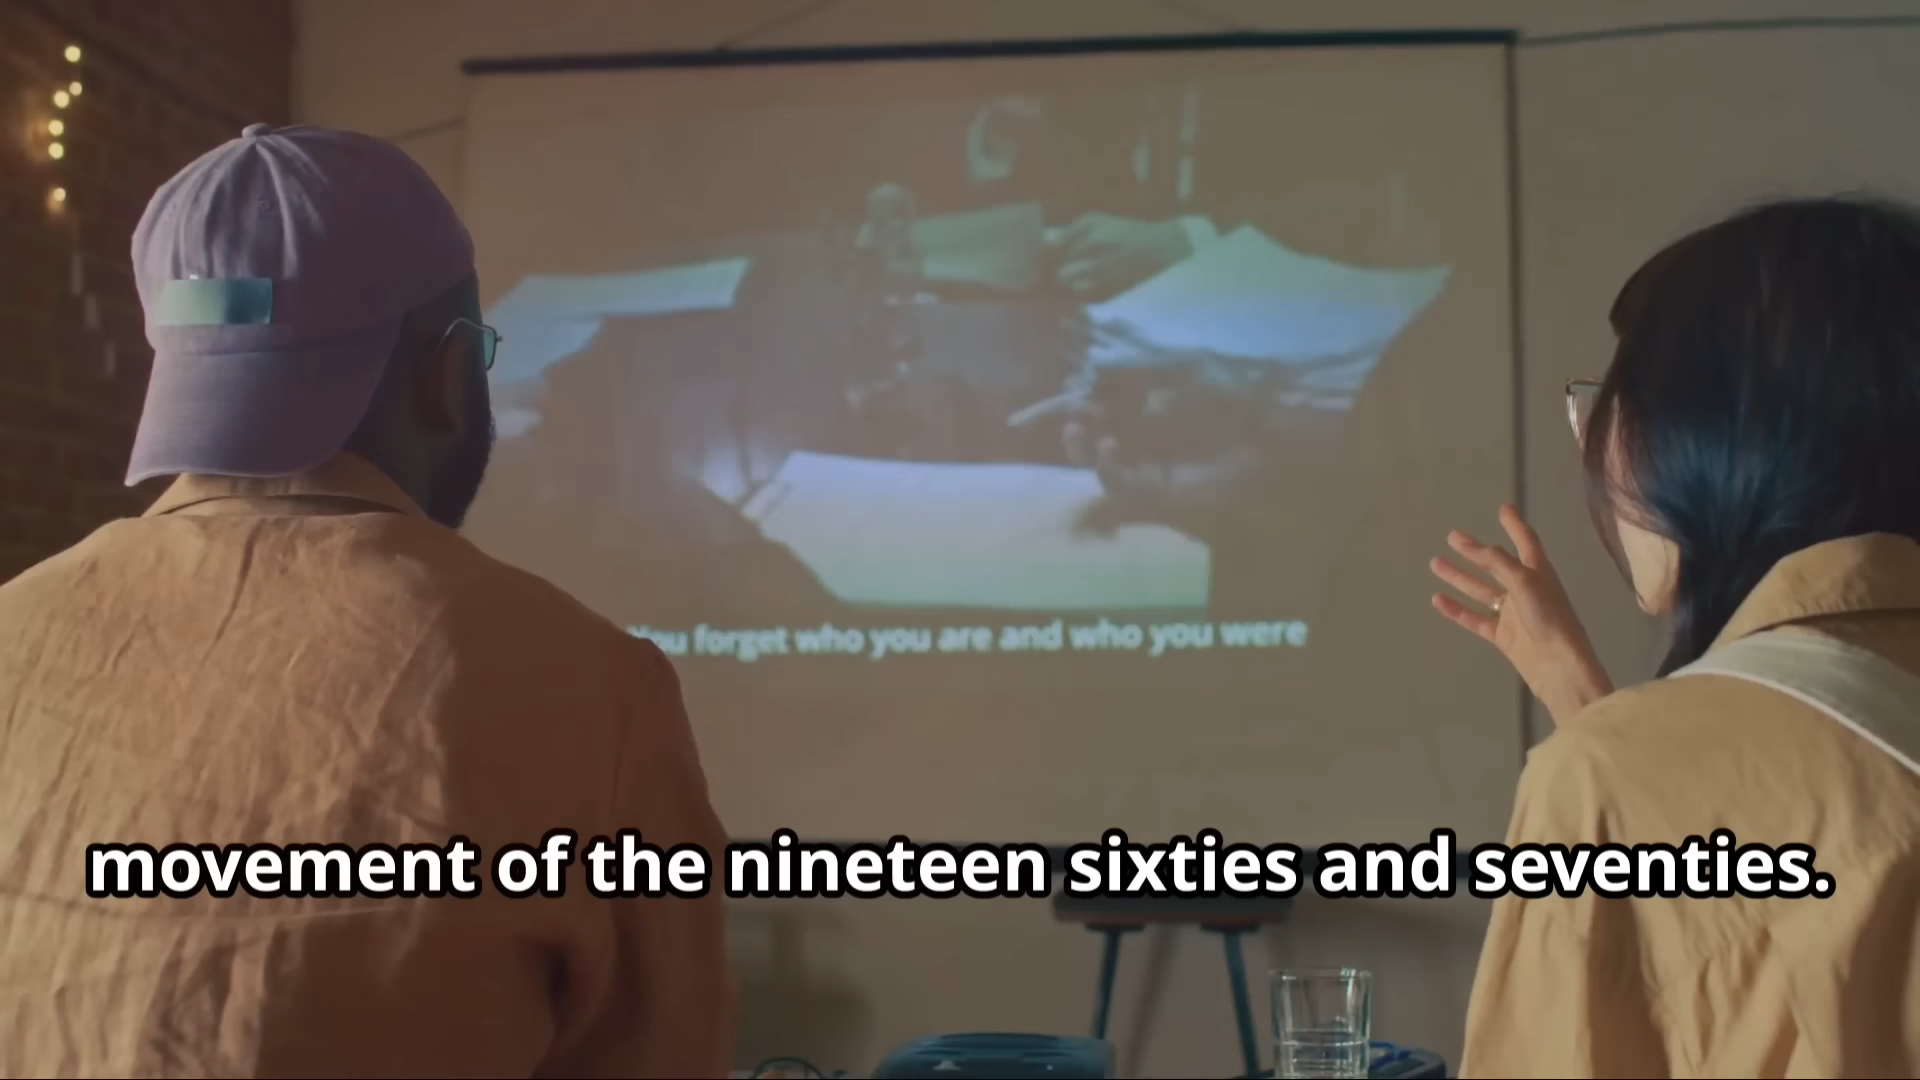 You forget who you are and who you were
movement of the nineteen sixties and seventies.